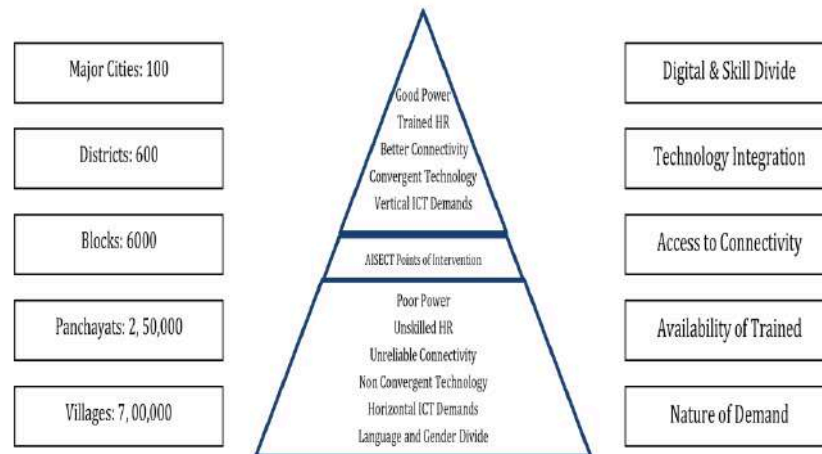 Major Cities: 100
Districts: 600
Blocks: 6000
Panchayats: 2, 50,000
Villages: 7, 00,000
Good Power
Trained HR
Better Connectivity
Convergent Technology
Vertical ICT Demands
AISECT Points of Intervention
Poor Power
Unskilled HR
Unreliable Connectivity
Non Convergent Technology
Horizontal ICT Demands
Language and Gender Divide
Digital & Skill Divide
Technology Integration
Access to Connectivity
Availability of Trained
Nature of Demand